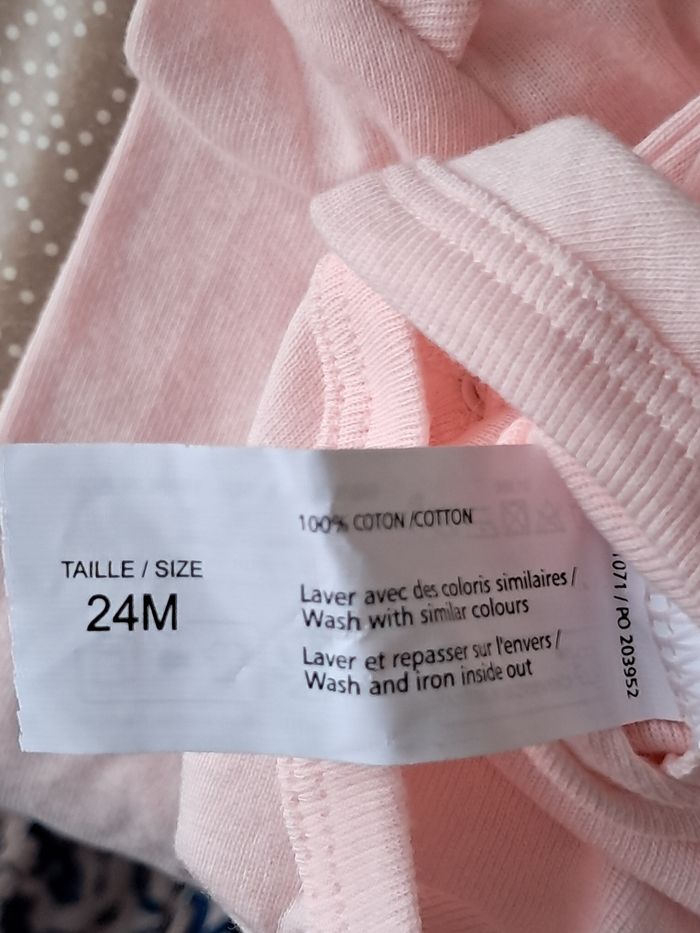 TAILLE / SIZE
24M
100% COTON /COTTON
Laver avec des coloris similaires /
Wash with similar colours
Laver et repasser sur l'envers /
Wash and iron inside out
071 / PO 203952